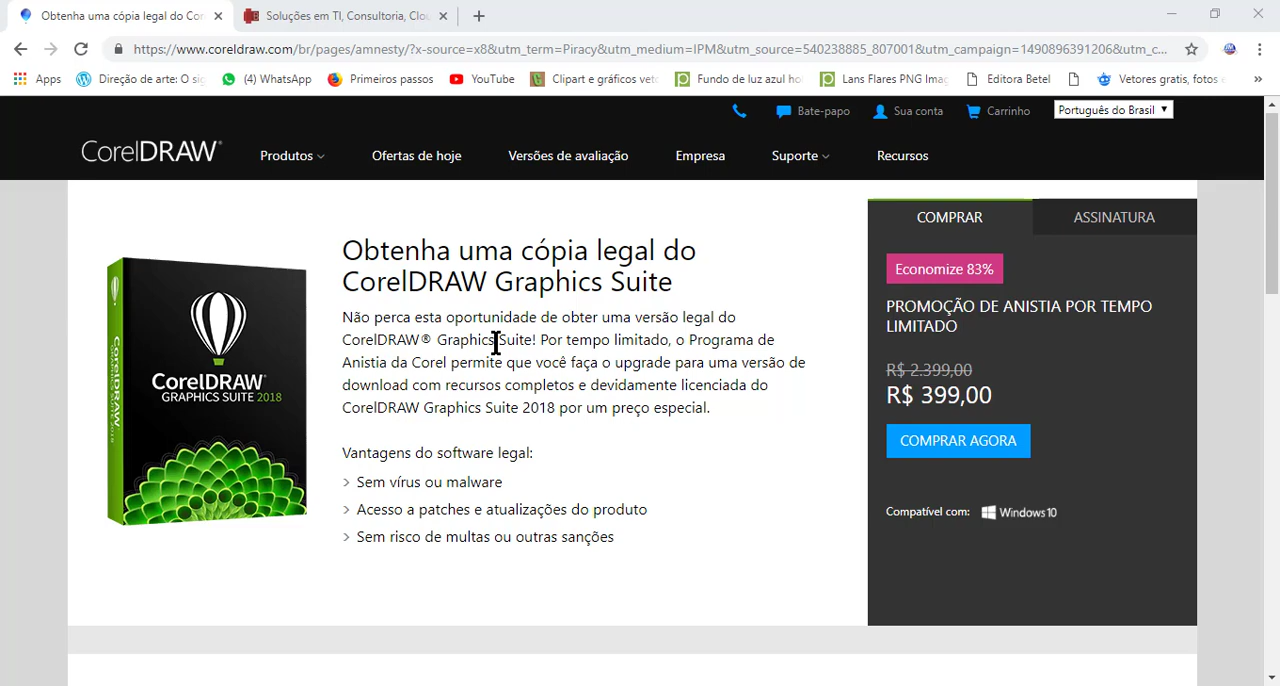 Obtenha uma cópia legal do Cor
Soluções em TI, Consultoria, Clou
https://www.coreldraw.com/br/pages/amnesty/?x-source=x8&utm_term=Piracy&utm_medium=IPM&utm_source=540238885_807001&utm_campaign=1490896391206&utm_c...
Apps
Direção de arte: O si
(4) WhatsApp
Primeiros passos
YouTube
Clipart e gráficos vet
Fundo de luz azul ho
Lans Flares PNG Imag
Editora Betel
Vetores gratis, fotos
»
Bate-papo
Sua conta
Carrinho
Português do Brasil
CorelDRAW®
Produtos
Ofertas de hoje
Versões de avaliação
Empresa
Suporte
Recursos
COMPRAR
ASSINATURA
Obtenha uma cópia legal do
CorelDRAW Graphics Suite
Não perca esta oportunidade de obter uma versão legal do
CorelDRAW® Graphics Suite! Por tempo limitado, o Programa de
Anistia da Corel permite que você faça o upgrade para uma versão de
download com recursos completos e devidamente licenciada do
CorelDRAW Graphics Suite 2018 por um preço especial.
Vantagens do software legal:
> Sem vírus ou malware
> Acesso a patches e atualizações do produto
> Sem risco de multas ou outras sanções
CorelDRAW
GRAPHICS SUITE 2018
CorelDRAW
Economize 83%
PROMOÇÃO DE ANISTIA POR TEMPO
LIMITADO
R$ 2.399,00
R$ 399,00
COMPRAR AGORA
Compatível com:
Windows10